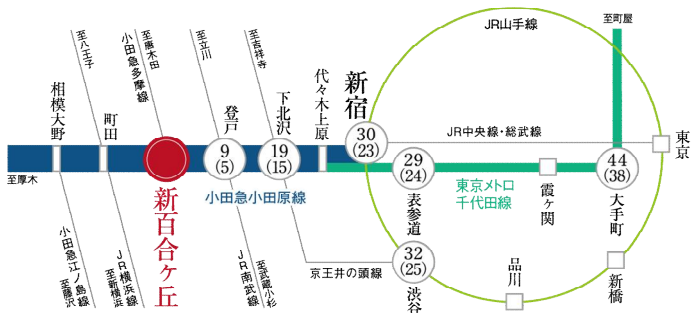 至八王子
至唐木田
小田急多摩線
至立川
至吉祥寺
JR山手線
至町屋
相模大野
町田
登戸
下北沢
代々木上原
新宿
9
(5)
19
(15)
30
(23)
JR中央線・総武線
東京
至厚木
新百合ヶ丘
小田急小田原線
29
(24)
表参道
東京メトロ
千代田線
霞ヶ関
44
(38)
大手町
小田急江ノ島線
至藤沢
JR横浜線
至新横浜
JR南武線
至武蔵小杉
京王井の頭線
32
(25)
渋谷
品川
新橋